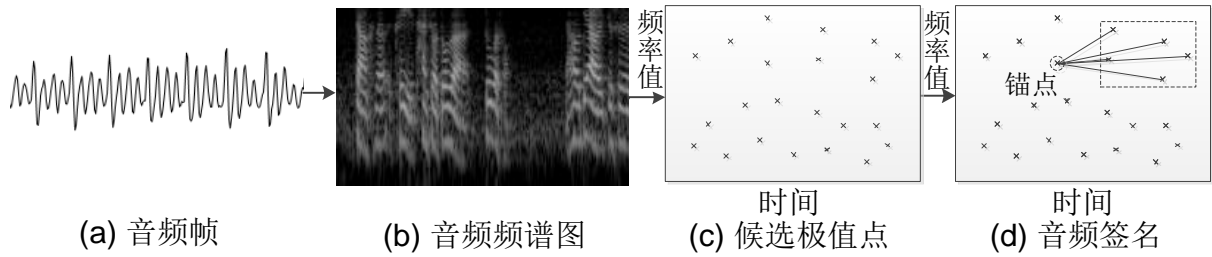 频率值
频率值
锚点
时间
时间
(a) 音频帧
(b) 音频频谱图
(c) 候选极值点
(d) 音频签名